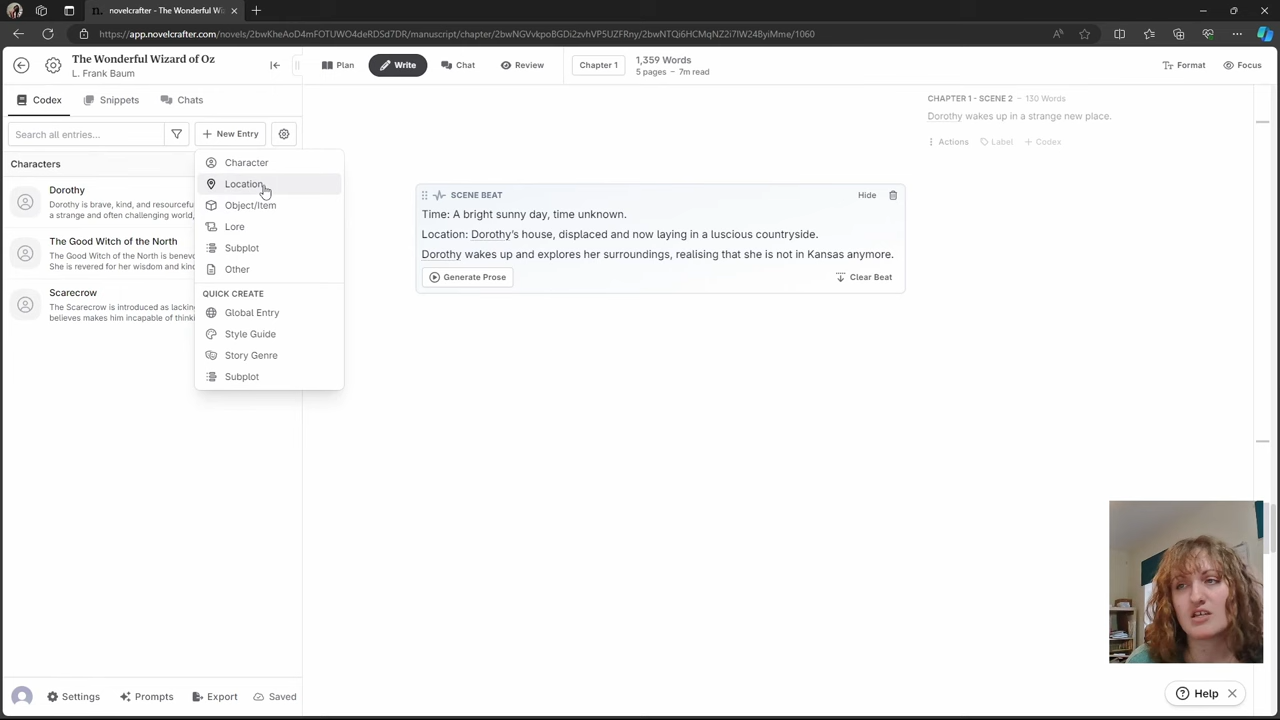 novelcrafter - The Wonderful Wi
https://app.novelcrafter.com/novels/2bwKheAoD4mFOTUWO4deRDSd7DR/manuscript/chapter/2bwNGVvkpoBGDi2zvhVP5UZFRny/2bwNTQi6HCMqNZ2i7IW24ByiMme/1060
The Wonderful Wizard of Oz
L. Frank Baum
Plan
Write
Chat
Review
Chapter 1
1,359 Words
5 pages - 7m read
Format
Focus
Codex
Snippets
Chats
Search all entries...
+ New Entry
Characters
Dorothy
Dorothy is brave, kind, and resourcefu
a strange and often challenging world,
The Good Witch of the North
The Good Witch of the North is benevo
She is revered for her wisdom and kind
Scarecrow
The Scarecrow is introduced as lacking
believes makes him incapable of thinki
Character
Location
Object/Item
Lore
Subplot
Other
QUICK CREATE
Global Entry
Style Guide
Story Genre
Subplot
CHAPTER 1 - SCENE 2 – 130 Words
Dorothy wakes up in a strange new place.
Actions
Label
+ Codex
SCENE BEAT
Hide
Time: A bright sunny day, time unknown.
Location: Dorothy's house, displaced and now laying in a luscious countryside.
Dorothy wakes up and explores her surroundings, realising that she is not in Kansas anymore.
Generate Prose
Clear Beat
Settings
Prompts
Export
Saved
Help